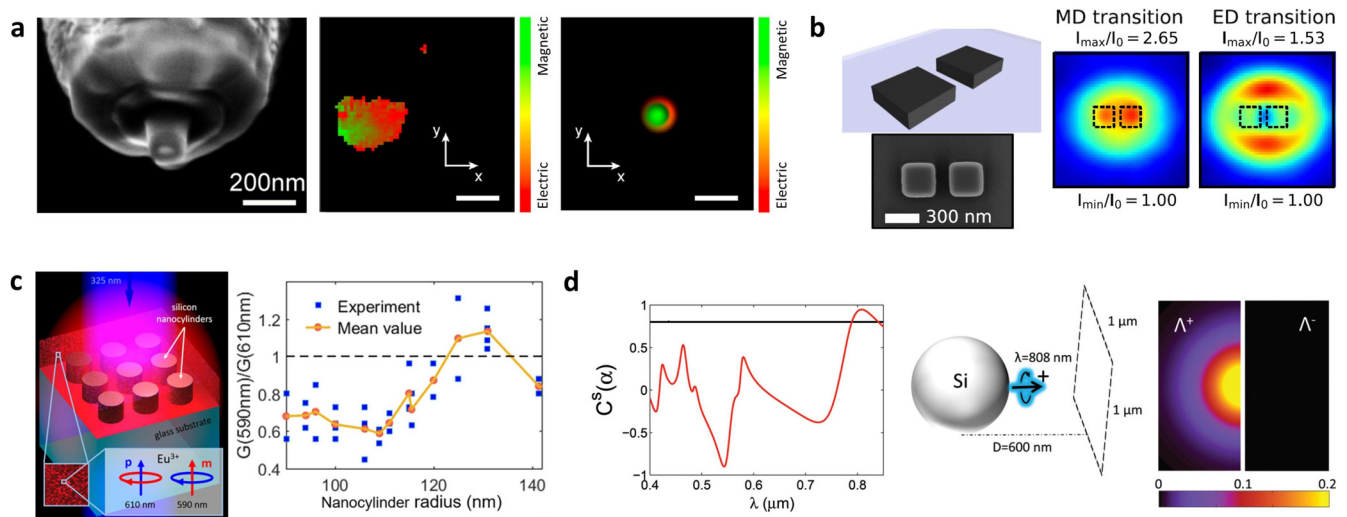 a
200nm
Magnetic
Electric
y
x
Magnetic
Electric
y
x
b
300 nm
MD transition
Imax/I0 = 2.65
Imin/I0 = 1.00
ED transition
Imax/I0 = 1.53
Imin/I0 = 1.00
c
325 nm
silicon
nanocylinders
glass substrate
Eu³⁺
p
m
610 nm
590 nm
G(590nm)/G(610nm)
1.2
1
0.8
0.6
0.4
Experiment
Mean value
100 110 120 130 140
Nanocylinder radius (nm)
d
Cˢ(α)
1
0.5
0
−0.5
−1
0.4 0.5 0.6 0.7 0.8
λ (μm)
Si
λ=808 nm
+
D=600 nm
1 μm
1 μm
Λ⁺
Λ⁻
0 0.1 0.2